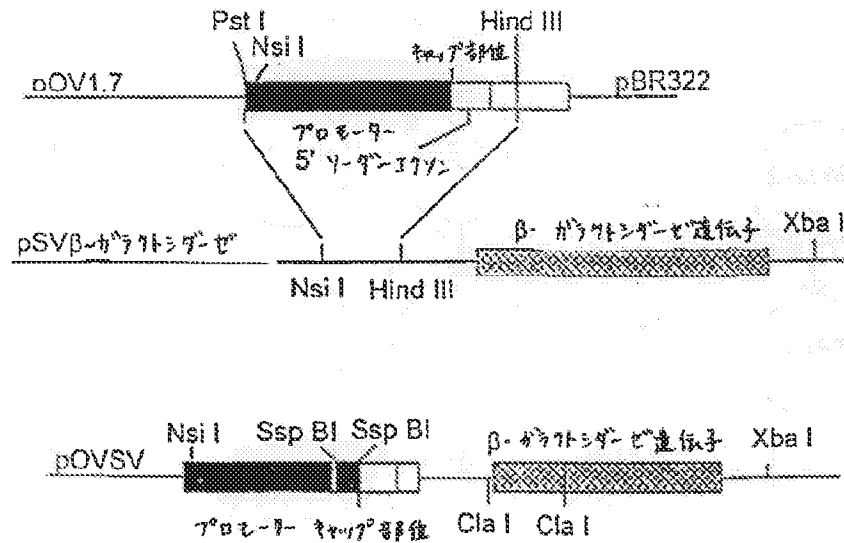 Pst I
Hind III
Nsi I
キャップ部位
pOV1.7
pBR322
プロモーター
5' リーダーエクソン
pSVβ-ガラクトシダーゼ
β-ガラクトシダーゼ遺伝子
Xba I
Nsi I
Hind III
Nsi I
Ssp BI
Ssp BI
β-ガラクトシダーゼ遺伝子
Xba I
pOVSV
プロモーター
キャップ部位
Cla I
Cla I